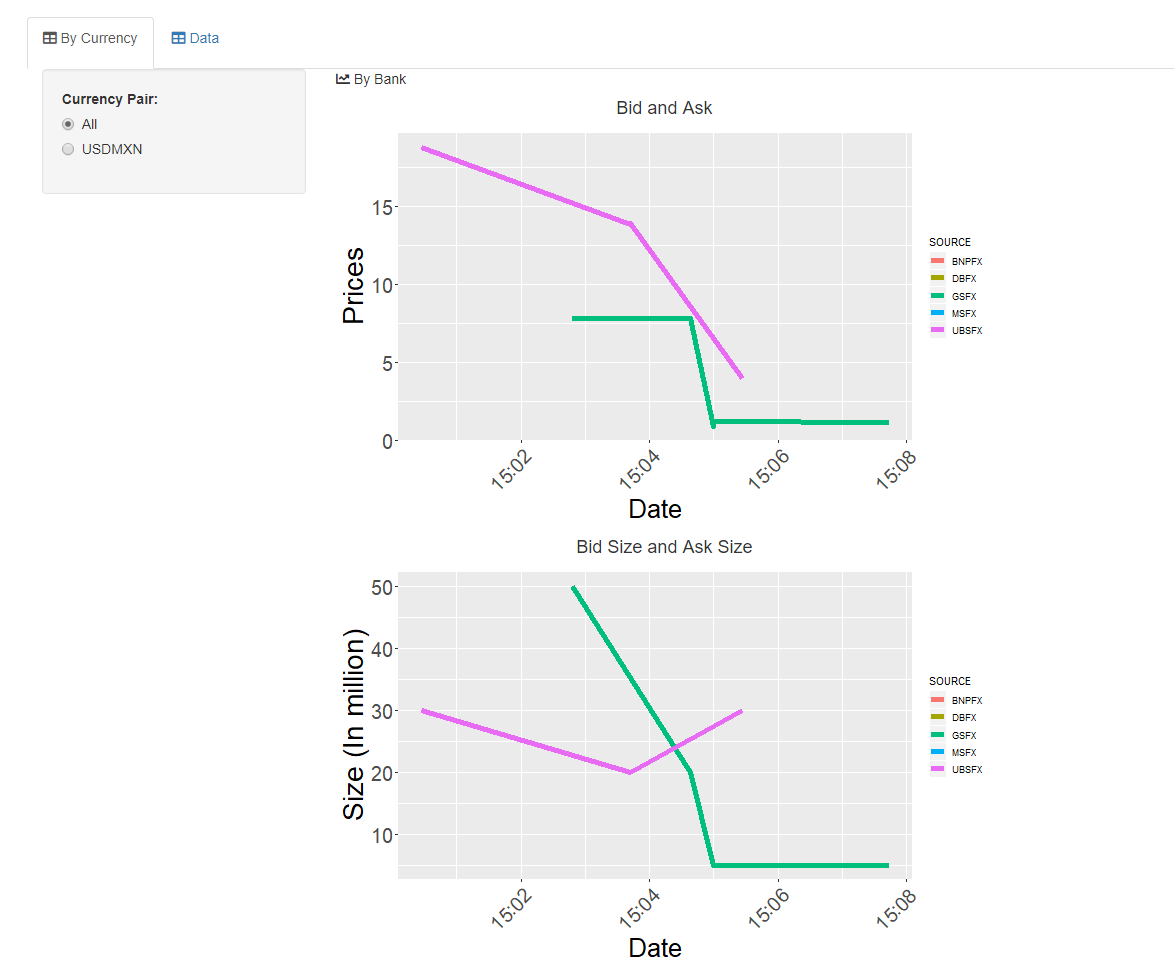 By Currency
Data
Currency Pair:
All
USDMXN
By Bank
Bid and Ask
Prices
15
10
5
0
15:02
15:04
15:06
15:08
Date
SOURCE
BNPFX
DBFX
GSFX
MSFX
UBSFX
Bid Size and Ask Size
Size (In million)
50
40
30
20
10
15:02
15:04
15:06
15:08
Date
SOURCE
BNPFX
DBFX
GSFX
MSFX
UBSFX